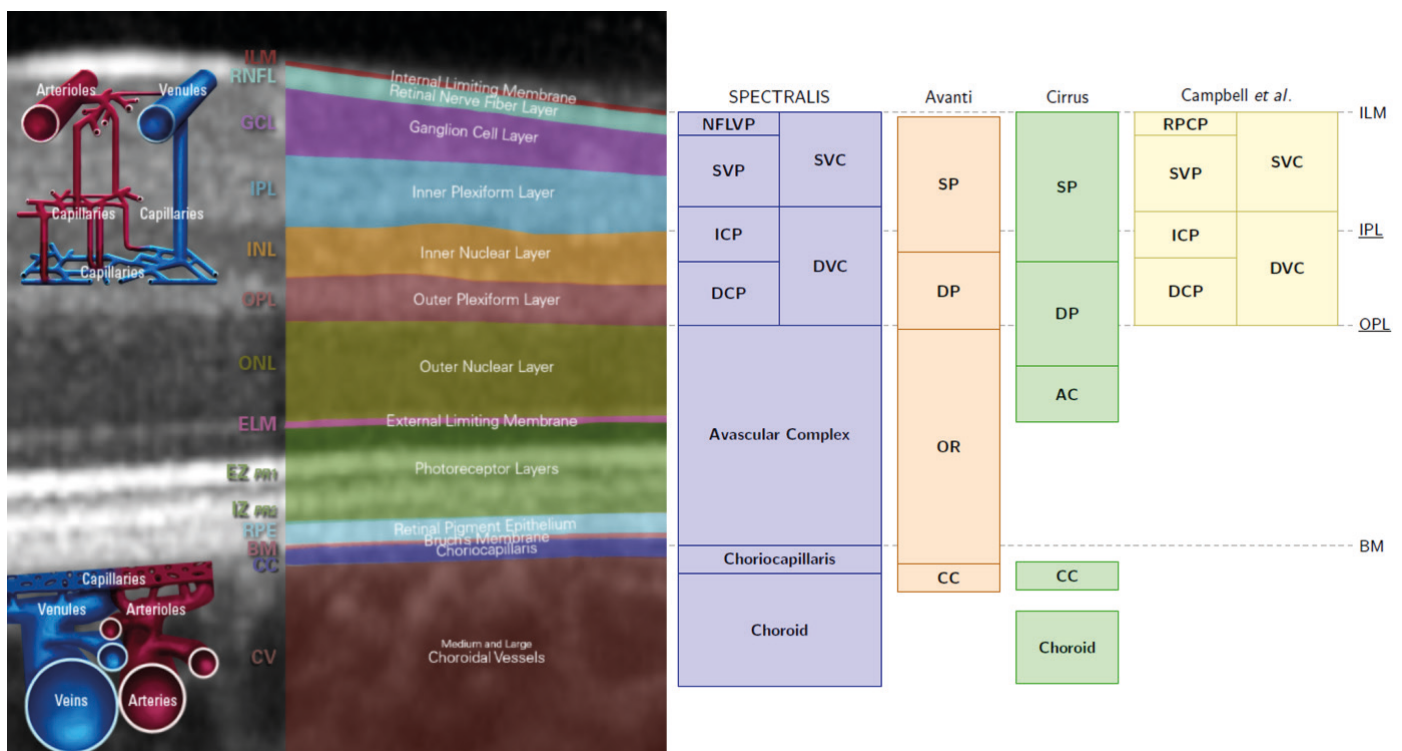 Arterioles
Venules
Capillaries
Capillaries
Capillaries
ILM
RNFL
GCL
IPL
INL
OPL
ONL
ELM
EZ PR1
IZ PR2
RPE
BM
CC
CV
Internal Limiting Membrane
Retinal Nerve Fiber Layer
Ganglion Cell Layer
Inner Plexiform Layer
Inner Nuclear Layer
Outer Plexiform Layer
Outer Nuclear Layer
External Limiting Membrane
Photoreceptor Layers
Retinal Pigment Epithelium
Bruch's Membrane
Choriocapillaris
Medium and Large
Choroidal Vessels
Capillaries
Venules
Arterioles
Veins
Arteries
SPECTRALIS
NFLVP
SVP
SVC
ICP
DCP
DVC
Avascular Complex
Choriocapillaris
Choroid
Avanti
SP
DP
OR
CC
Cirrus
SP
DP
AC
CC
Choroid
Campbell et al.
RPCP
SVP
SVC
ICP
DCP
DVC
ILM
IPL
OPL
BM